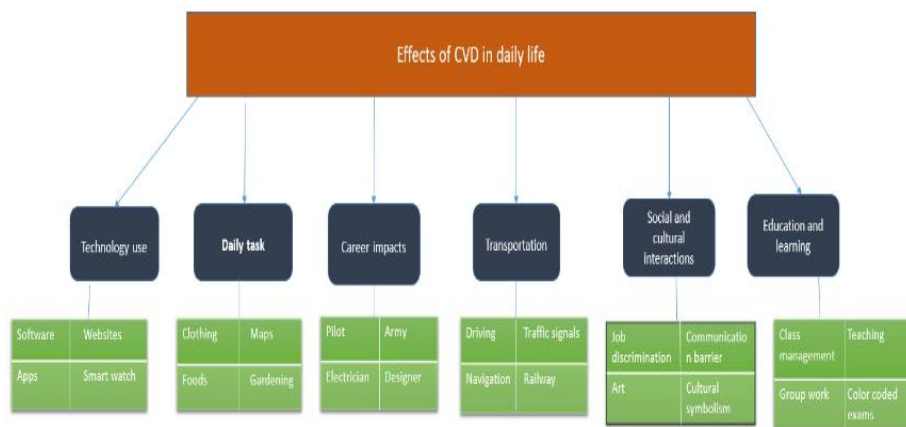 Effects of CVD in daily life
Technology use
Daily task
Career impacts
Transportation
Social and
cultural
interactions
Education and
learning
Software
Websites
Apps
Smart watch
Clothing
Maps
Foods
Gardening
Pilot
Army
Electrician
Designer
Driving
Traffic signals
Navigation
Railway
Job
discrimination
Communicatio
n barrier
Art
Cultural
symbolism
Class
management
Teaching
Group work
Color coded
exams